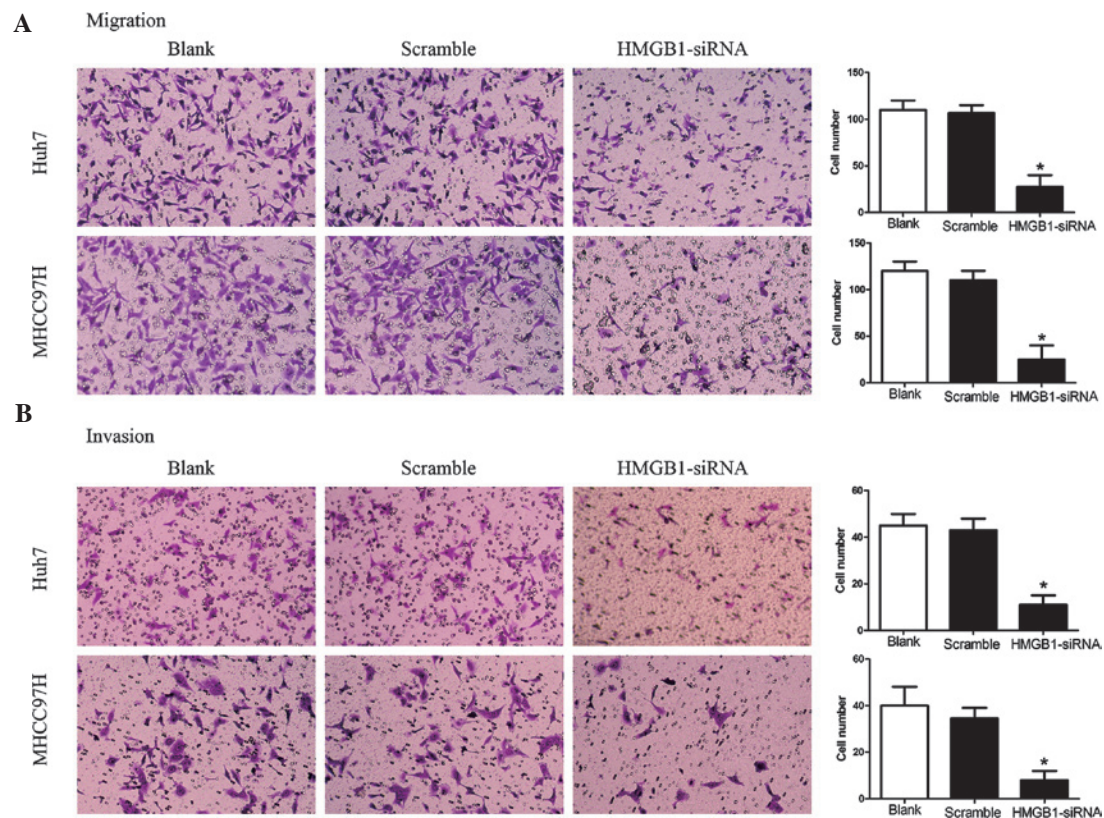 A
Migration
Blank
Scramble
HMGB1-siRNA
Huh7
150
100
50
0
Cell number
*
Blank
Scramble
HMGB1-siRNA
MHCC97H
150
100
50
0
Cell number
*
Blank
Scramble
HMGB1-siRNA
B
Invasion
Blank
Scramble
HMGB1-siRNA
Huh7
60
40
20
0
Cell number
*
Blank
Scramble
HMGB1-siRNA
MHCC97H
60
40
20
0
Cell number
*
Blank
Scramble
HMGB1-siRNA